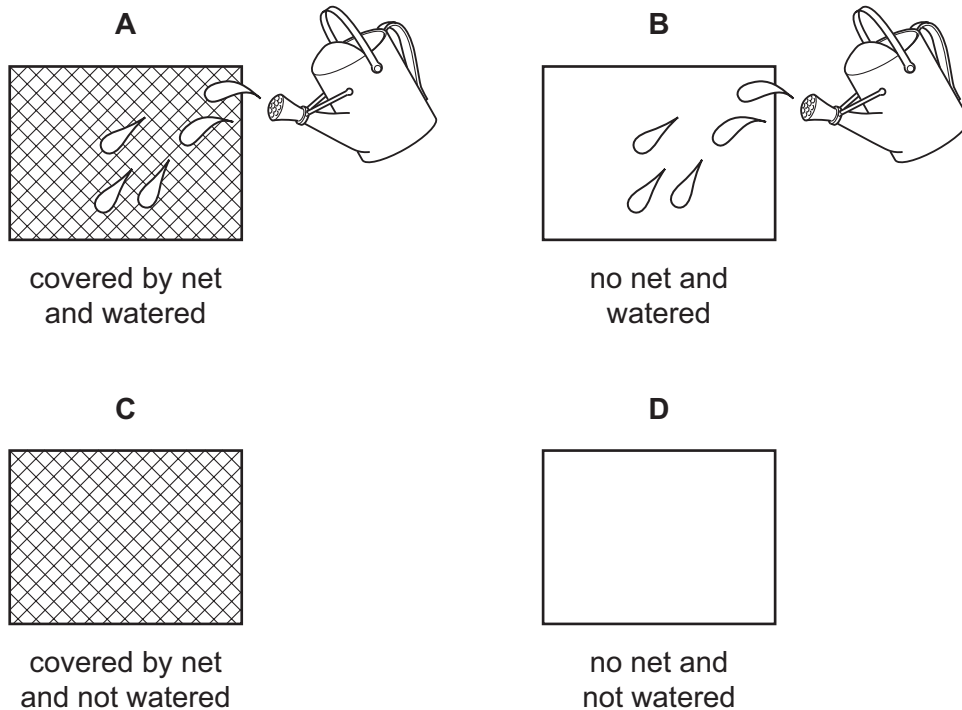 A
B
covered by net
and watered
no net and
watered
C
D
covered by net
and not watered
no net and
not watered